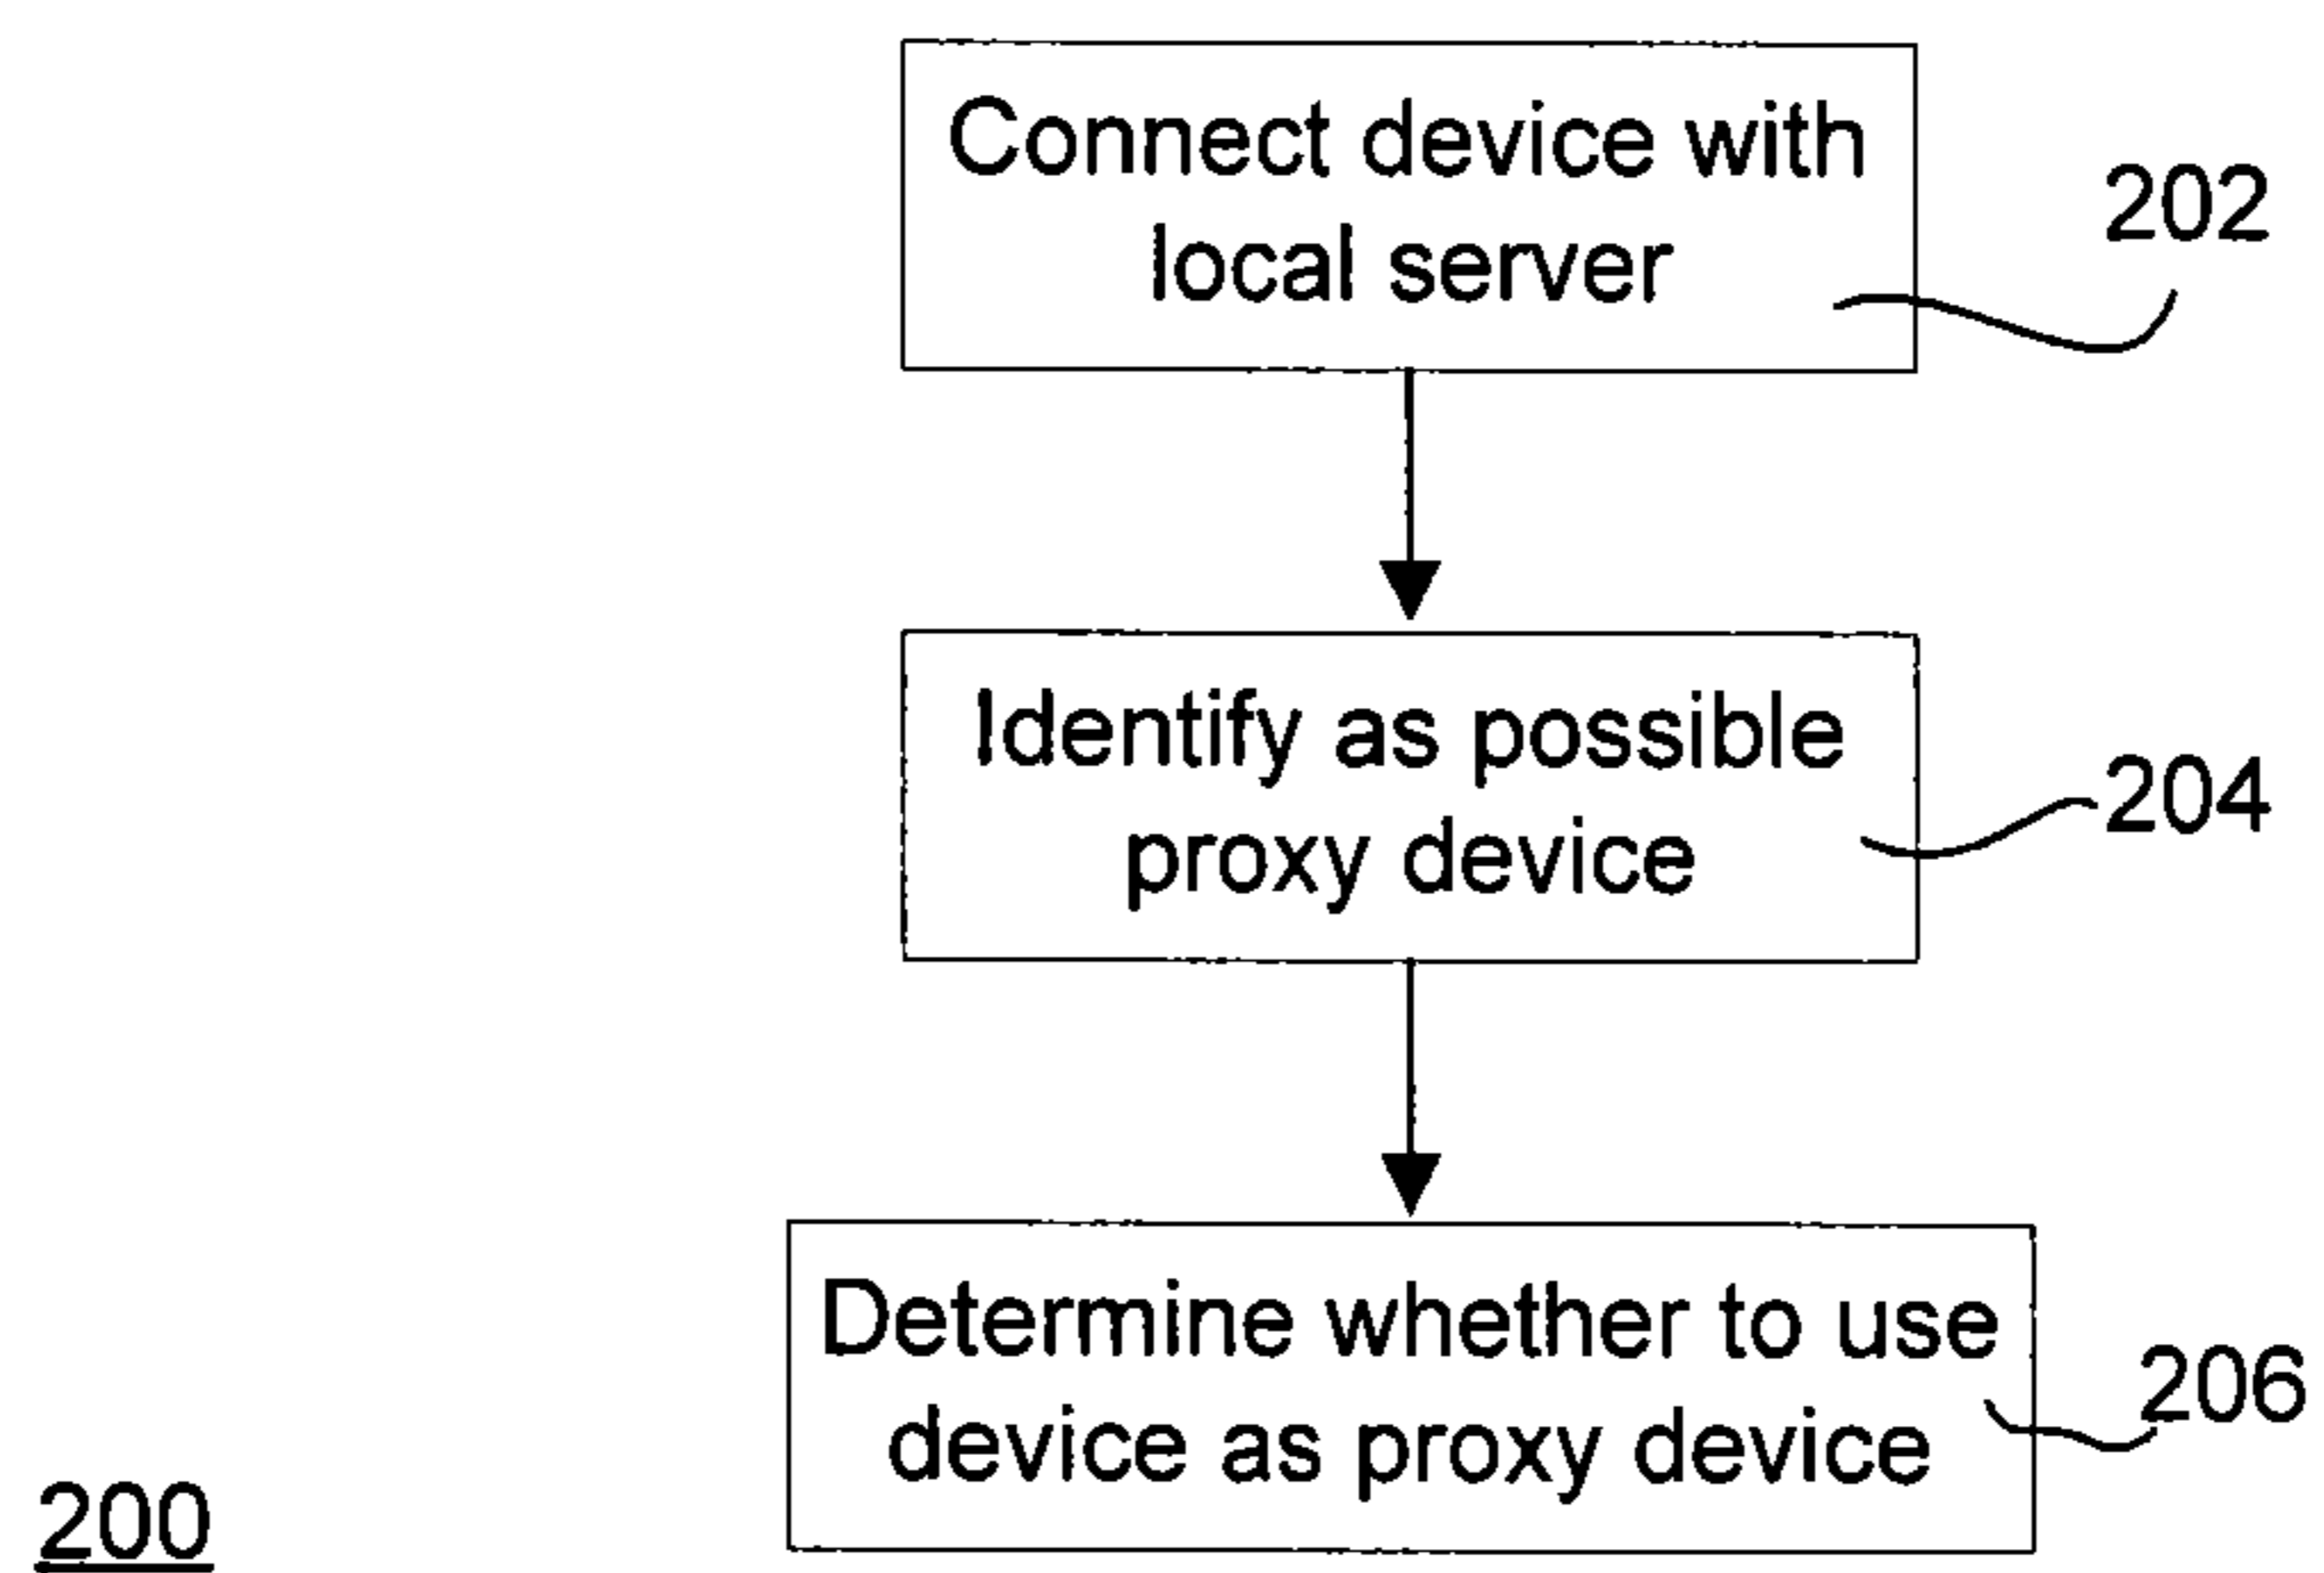 Connect device with
local server
202
Identify as possible
proxy device
204
Determine whether to use
device as proxy device
206
200